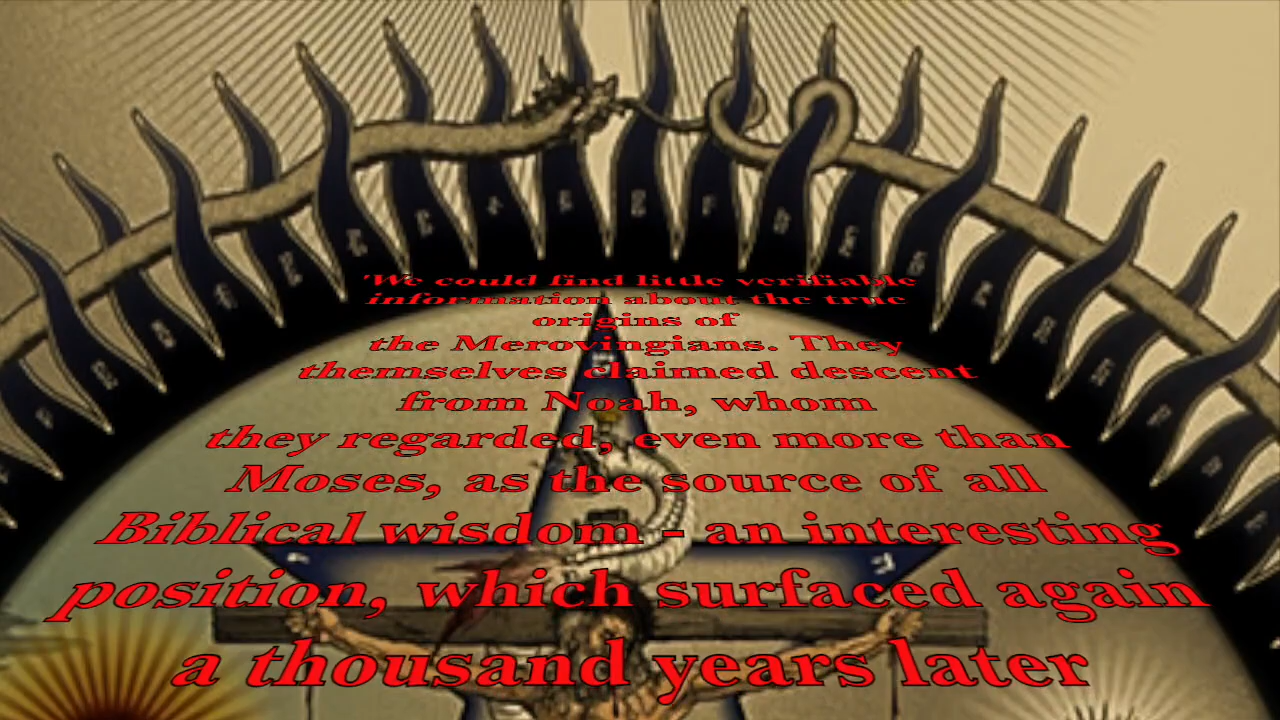 'We could find little verifiable
information about the true
origins of
the Merovingians. They
themselves claimed descent
from Noah, whom
they regarded, even more than
Moses, as the source of all
Biblical wisdom - an interesting
position, which surfaced again
a thousand years later